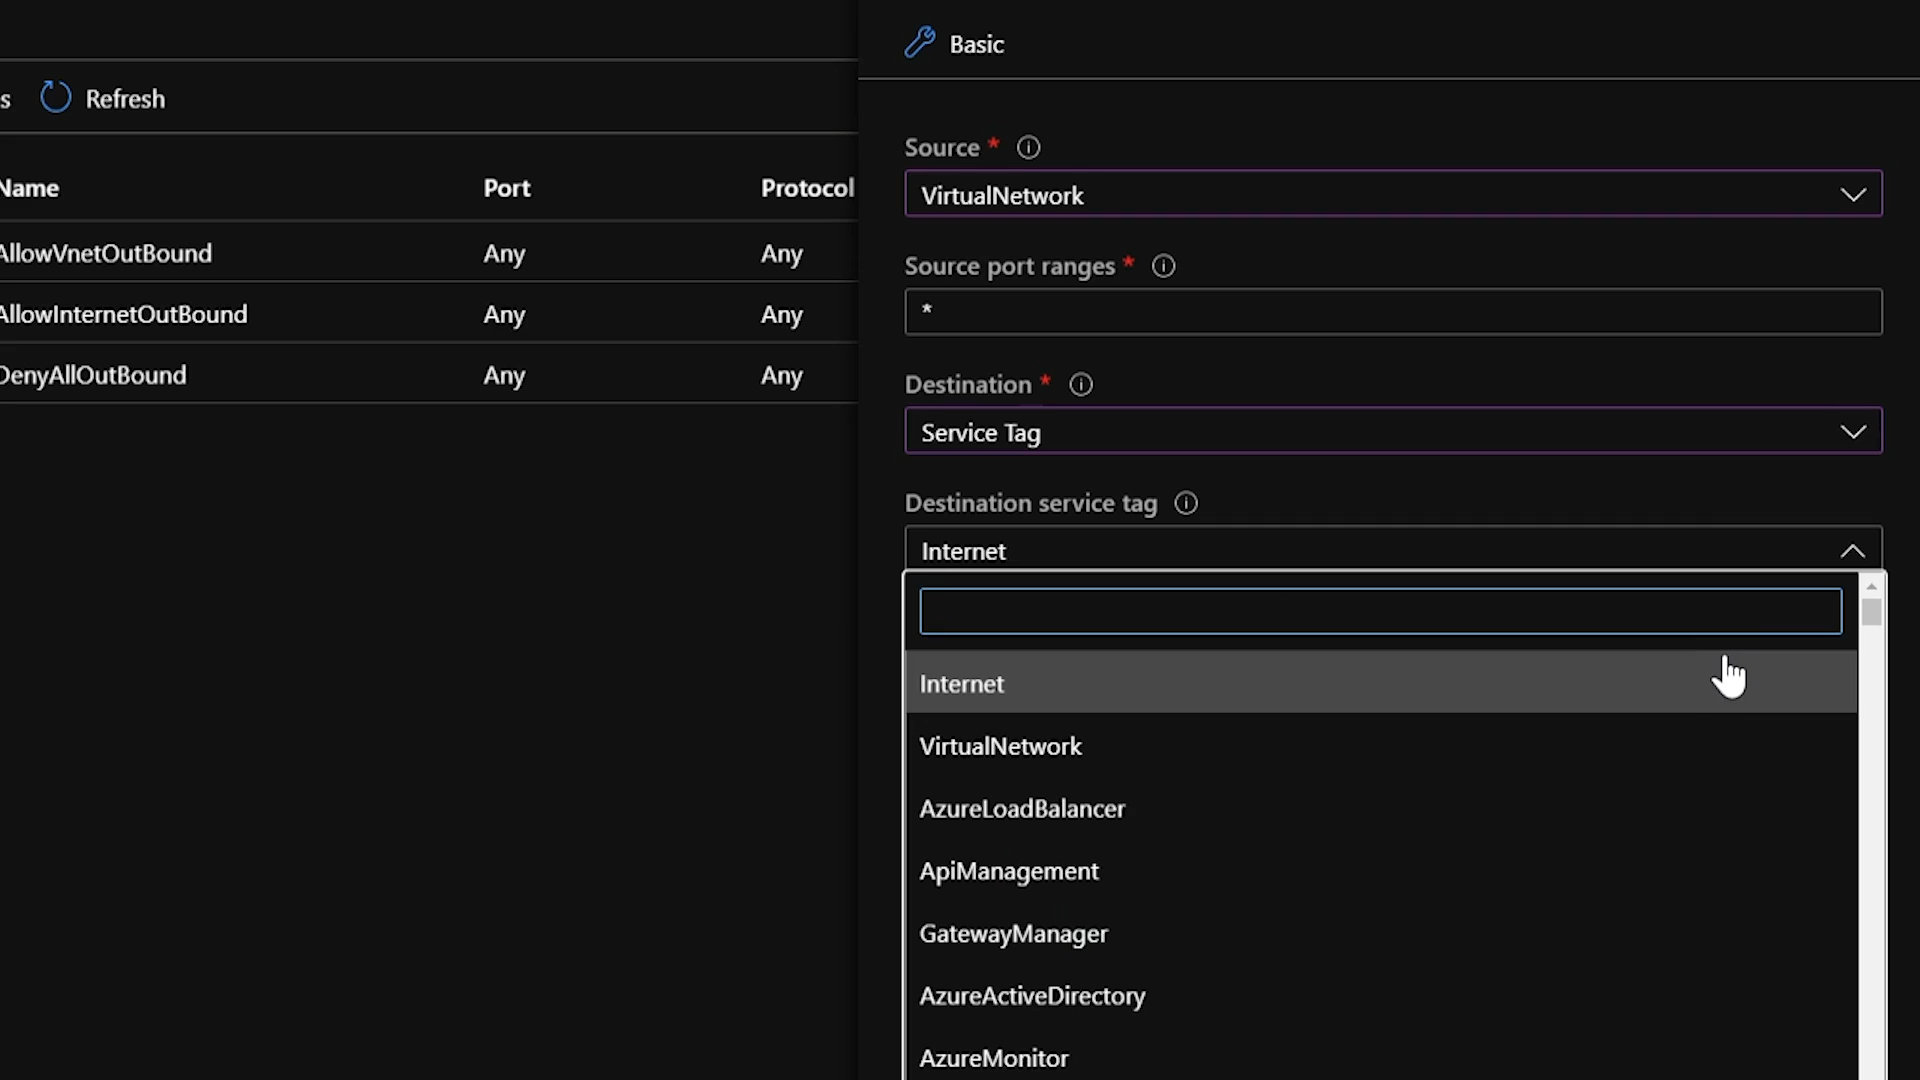 Basic
s Refresh
Name Port Protocol
AllowVnetOutBound Any Any
AllowInternetOutBound Any Any
DenyAllOutBound Any Any
Source *
VirtualNetwork
Source port ranges *
*
Destination *
Service Tag
Destination service tag
Internet
Internet
VirtualNetwork
AzureLoadBalancer
ApiManagement
GatewayManager
AzureActiveDirectory
AzureMonitor